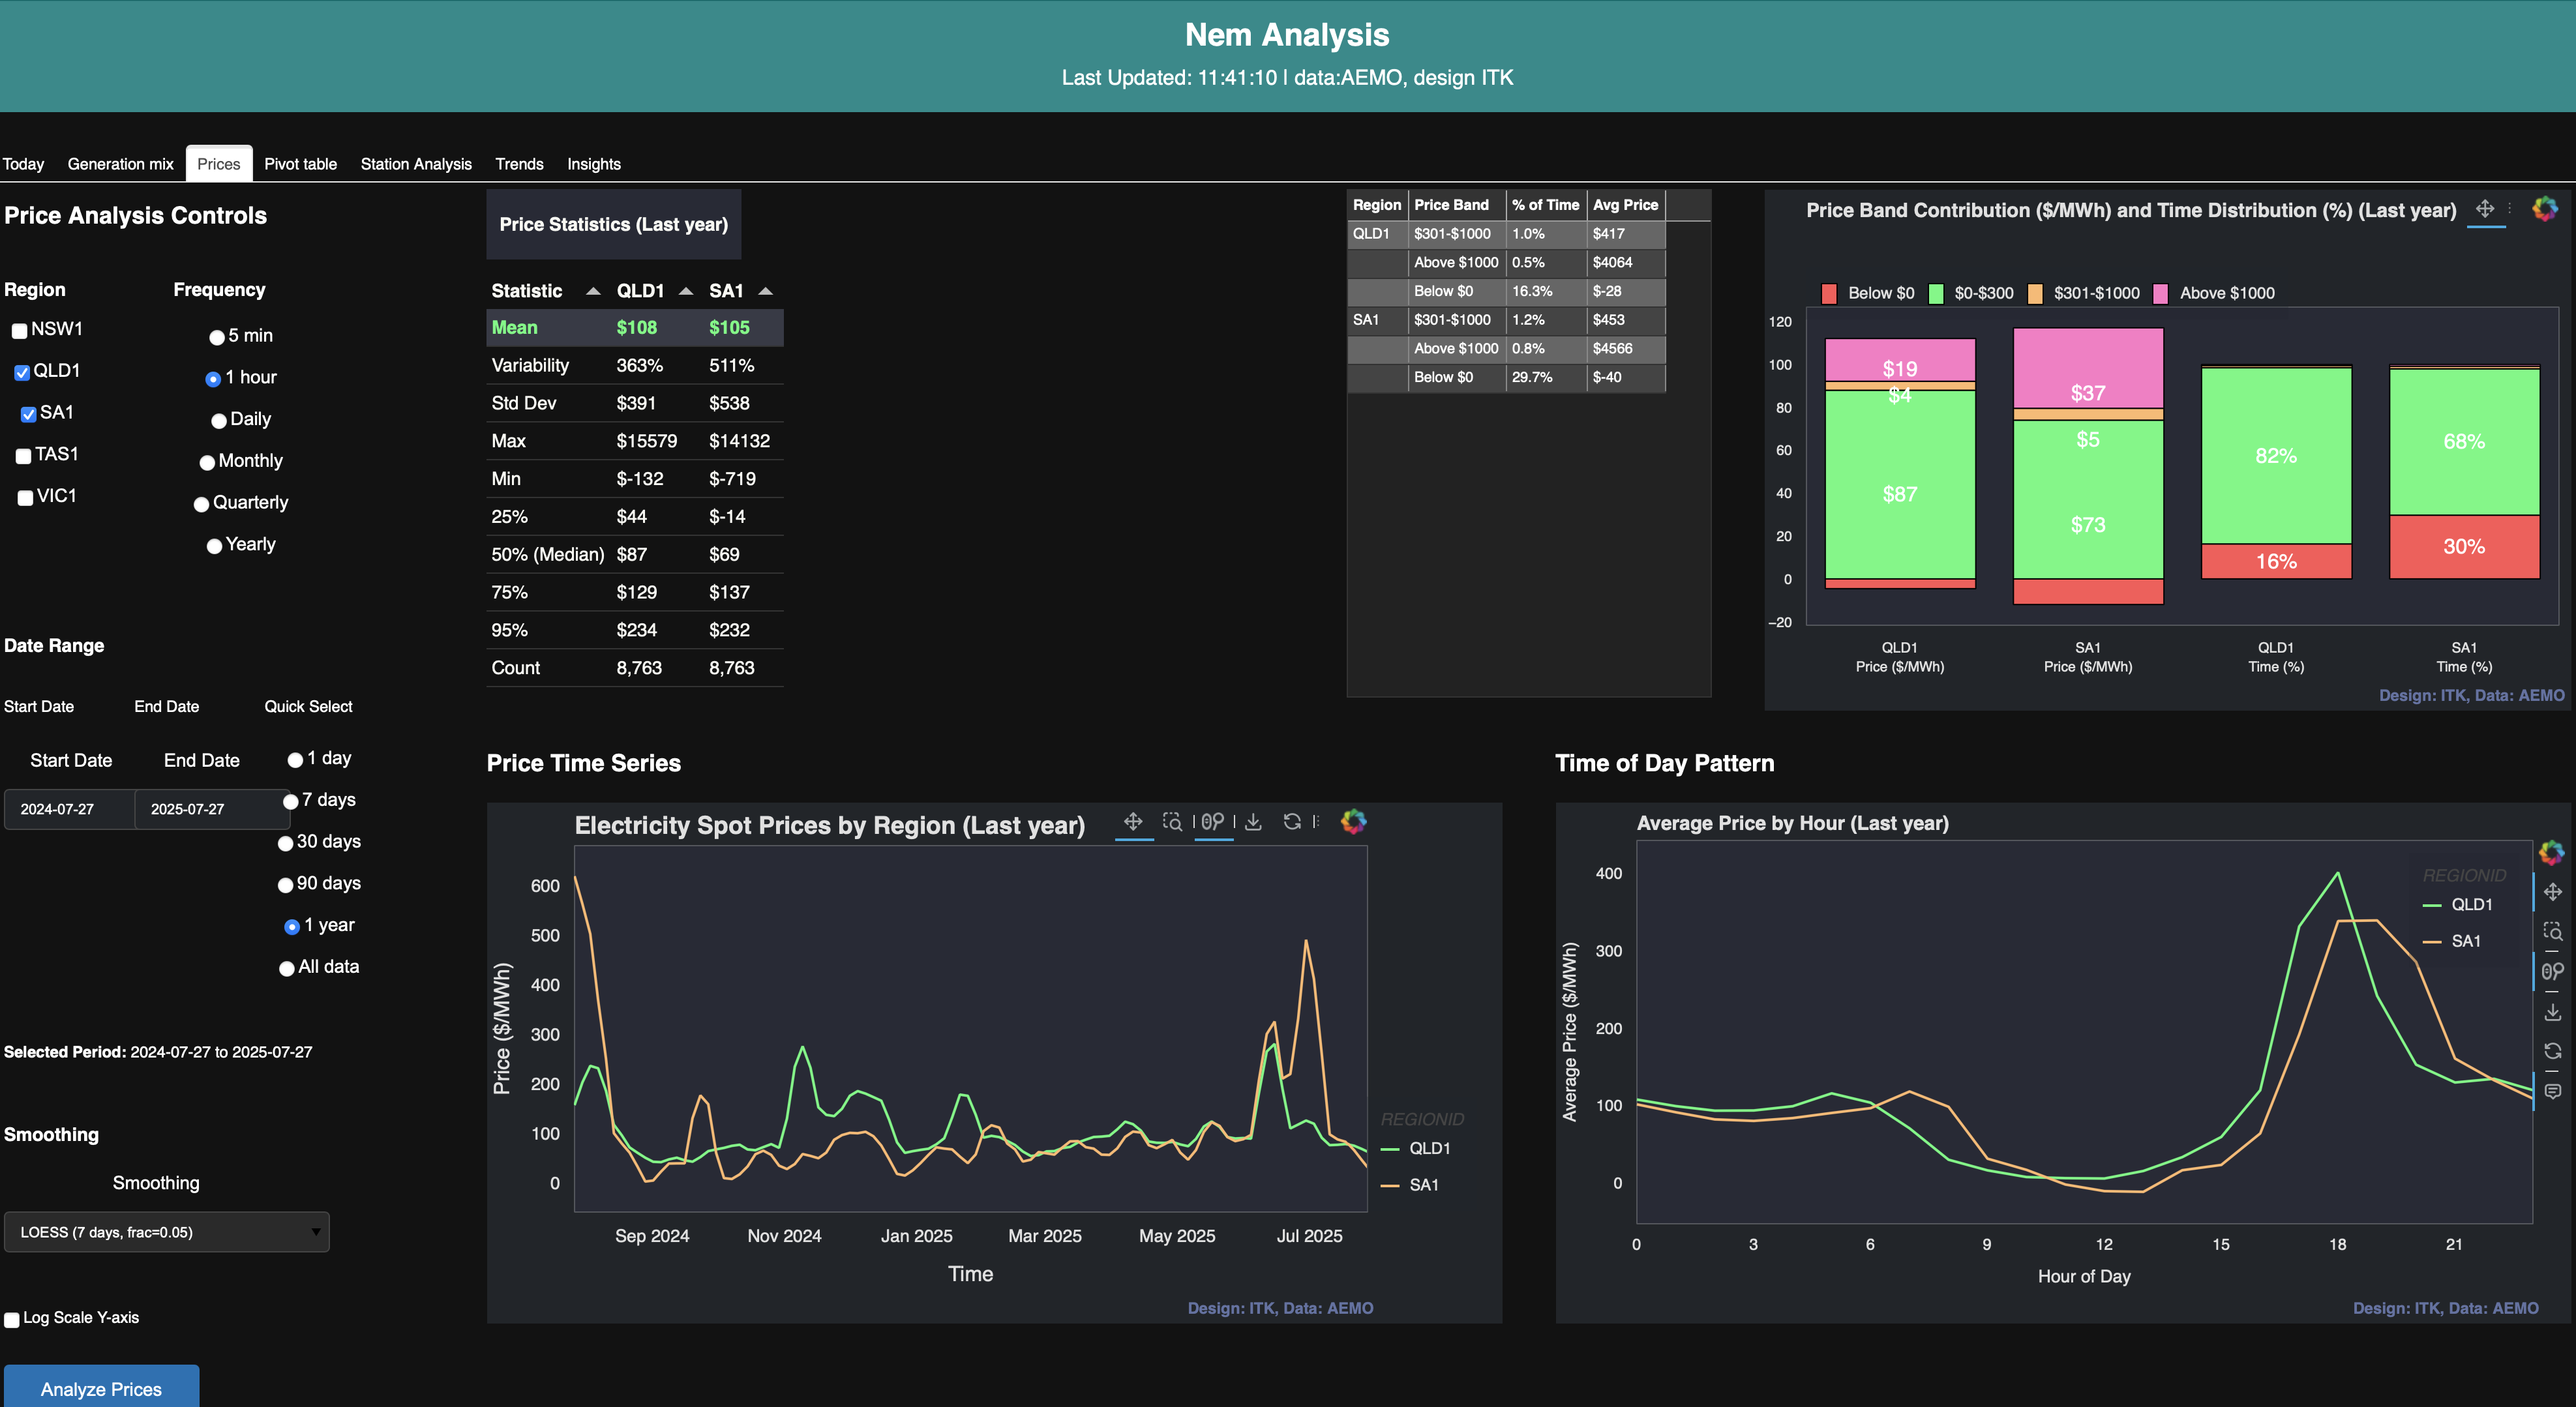 Nem Analysis
Last Updated: 11:41:10 | data:AEMO, design ITK
Today Generation mix Prices Pivot table Station Analysis Trends Insights
Price Analysis Controls
Region Frequency
NSW1 5 min
QLD1 1 hour
SA1 Daily
TAS1 Monthly
VIC1 Quarterly
Yearly
Date Range
Start Date End Date Quick Select
Start Date End Date 1 day
2024-07-27 2025-07-27 7 days
30 days
90 days
1 year
All data
Selected Period: 2024-07-27 to 2025-07-27
Smoothing
Smoothing
LOESS (7 days, frac=0.05)
Log Scale Y-axis
Analyze Prices
Price Statistics (Last year)
Statistic QLD1 SA1
Mean $108 $105
Variability 363% 511%
Std Dev $391 $538
Max $15579 $14132
Min $-132 $-719
25% $44 $-14
50% (Median) $87 $69
75% $129 $137
95% $234 $232
Count 8,763 8,763
Region Price Band % of Time Avg Price
QLD1 $301-$1000 1.0% $417
Above $1000 0.5% $4064
Below $0 16.3% $-28
SA1 $301-$1000 1.2% $453
Above $1000 0.8% $4566
Below $0 29.7% $-40
Price Band Contribution ($/MWh) and Time Distribution (%) (Last year)
Below $0 $0-$300 $301-$1000 Above $1000
120
100
80
60
40
20
0
−20
$19
$4
$87
$37
$5
$73
82%
16%
68%
30%
QLD1 SA1 QLD1 SA1
Price ($/MWh) Price ($/MWh) Time (%) Time (%)
Design: ITK, Data: AEMO
Price Time Series
Electricity Spot Prices by Region (Last year)
Price ($/MWh)
600
500
400
300
200
100
0
Sep 2024 Nov 2024 Jan 2025 Mar 2025 May 2025 Jul 2025
Time
REGIONID
QLD1
SA1
Design: ITK, Data: AEMO
Time of Day Pattern
Average Price by Hour (Last year)
Average Price ($/MWh)
400
300
200
100
0
REGIONID
QLD1
SA1
0 3 6 9 12 15 18 21
Hour of Day
Design: ITK, Data: AEMO